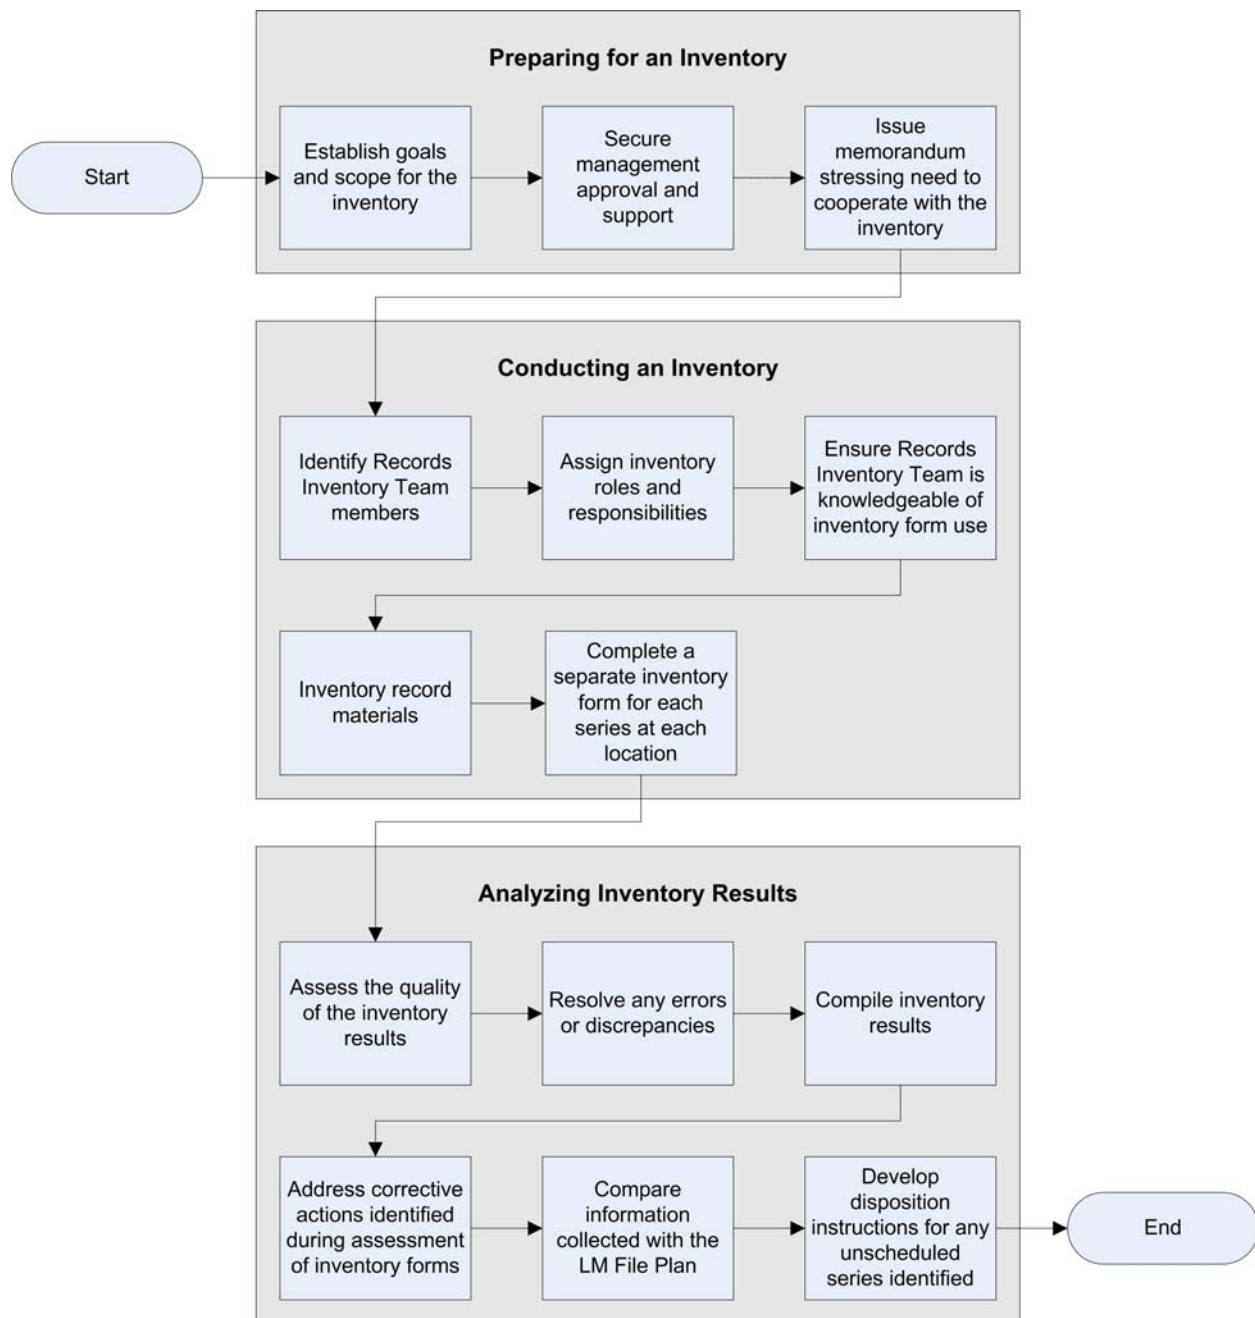 Preparing for an Inventory
Start
Establish goals
and scope for the
inventory
Secure
management
approval and
support
Issue
memorandum
stressing need to
cooperate with the
inventory
Conducting an Inventory
Identify Records
Inventory Team
members
Assign inventory
roles and
responsibilities
Ensure Records
Inventory Team is
knowledgeable of
inventory form use
Inventory record
materials
Complete a
separate inventory
form for each
series at each
location
Analyzing Inventory Results
Assess the quality
of the inventory
results
Resolve any errors
or discrepancies
Compile inventory
results
Address corrective
actions identified
during assessment
of inventory forms
Compare
information
collected with the
LM File Plan
Develop
disposition
instructions for any
unscheduled
series identified
End